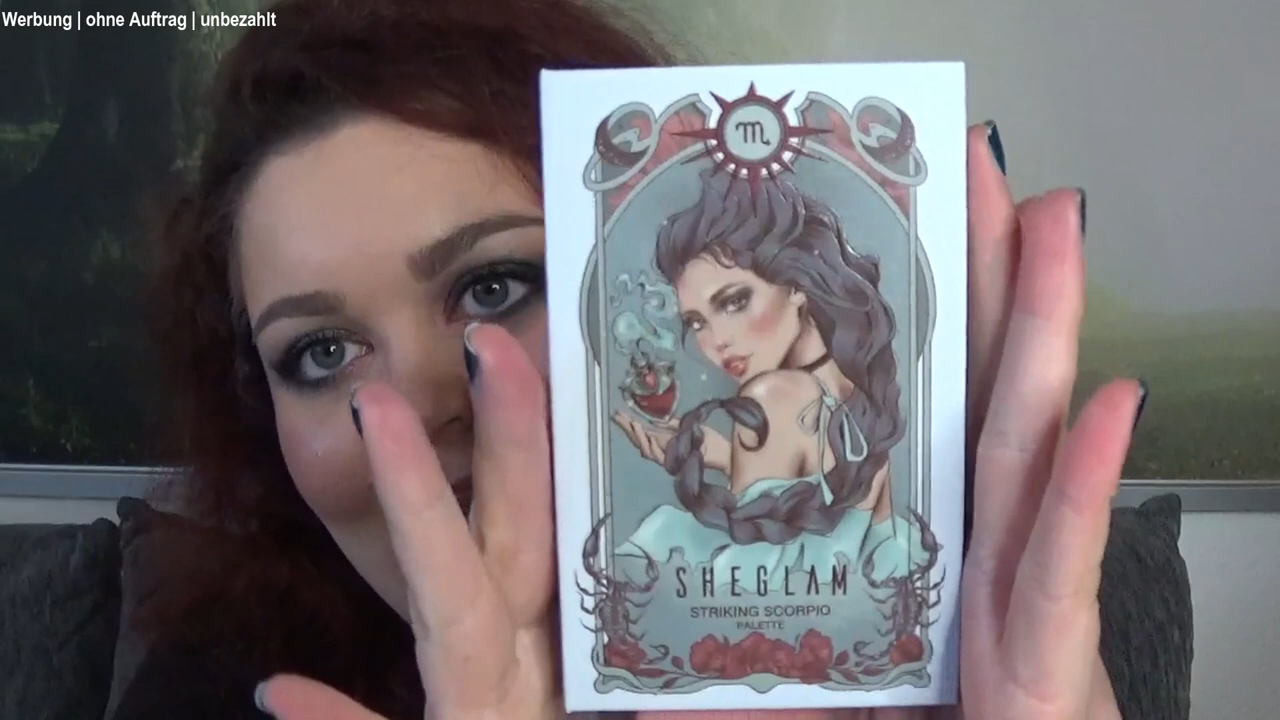 Werbung | ohne Auftrag | unbezahlt
♏
SHEGLAM
STRIKING SCORPIO
PALETTE